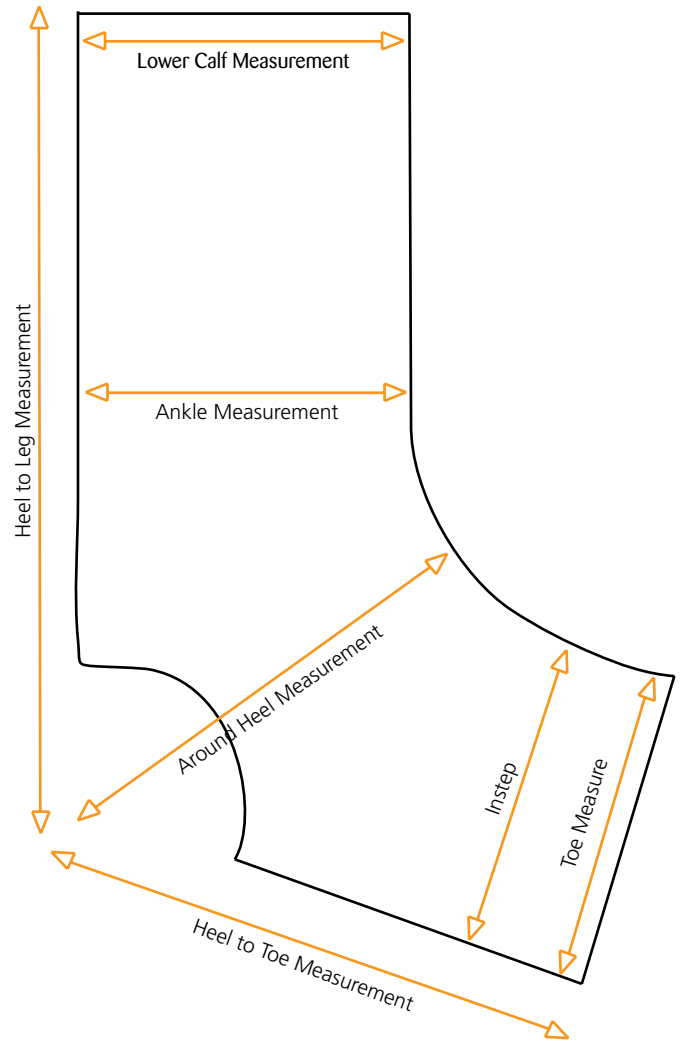 Lower Calf Measurement
Heel to Leg Measurement
Ankle Measurement
Around Heel Measurement
Instep
Toe Measure
Heel to Toe Measurement